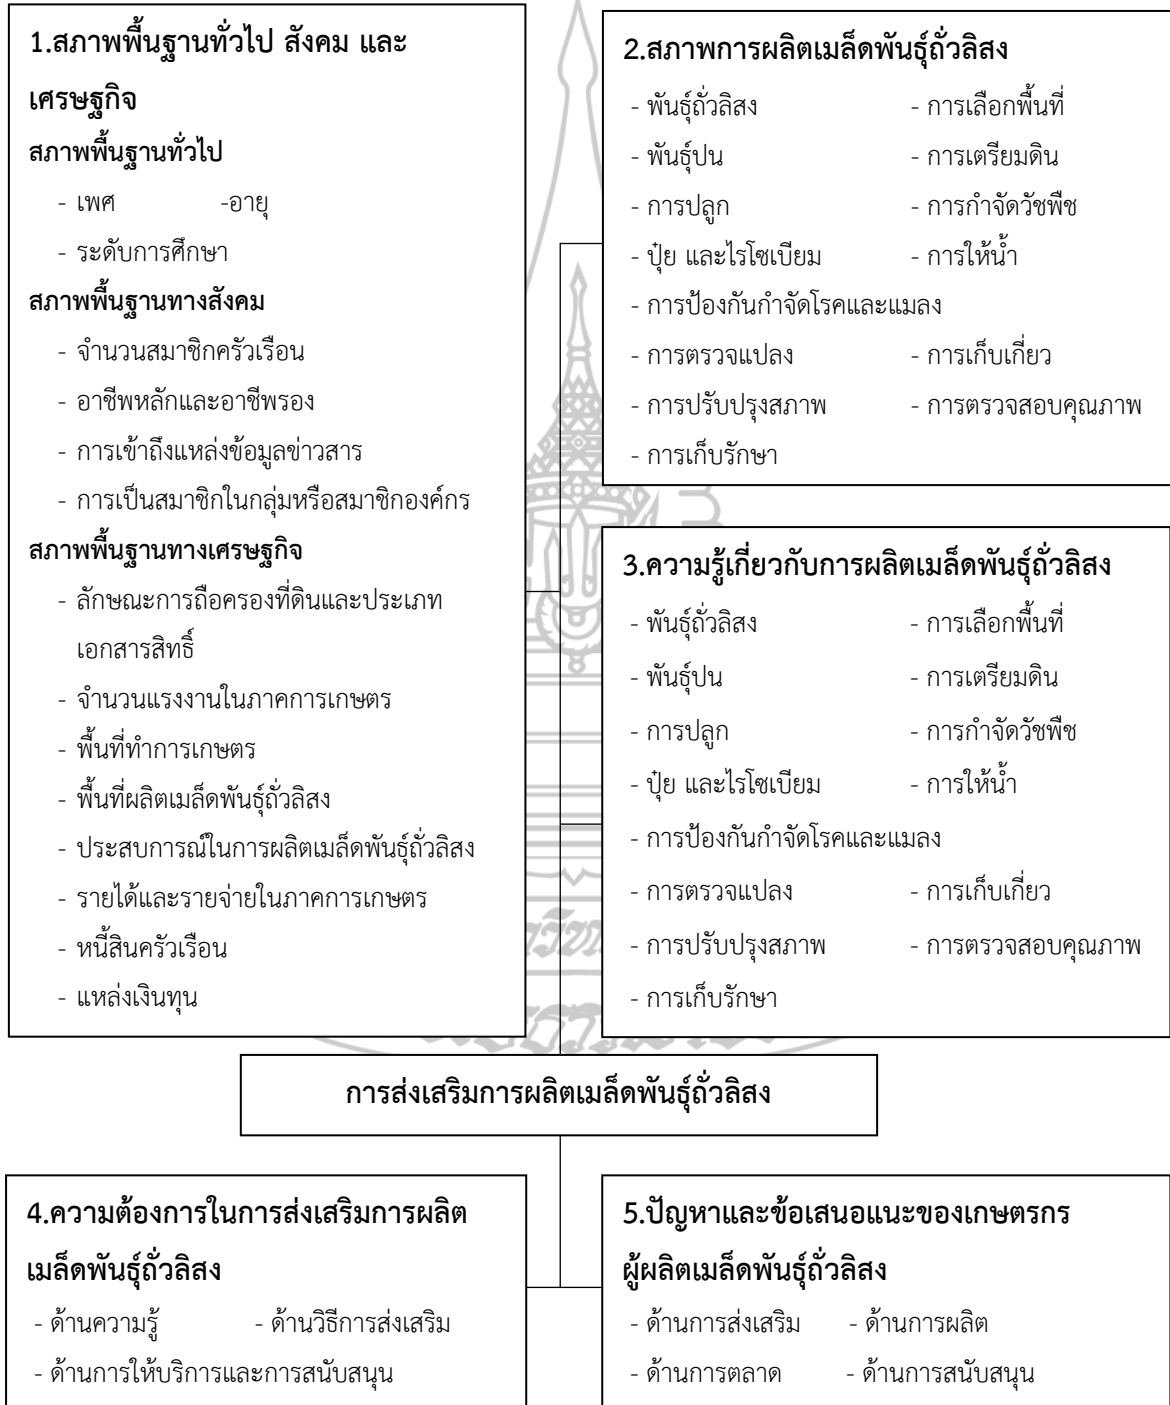 1.สภาพพื้นฐานทั่วไป สังคม และ
เศรษฐกิจ
สภาพพื้นฐานทั่วไป
- เพศ -อายุ
- ระดับการศึกษา
สภาพพื้นฐานทางสังคม
- จำนวนสมาชิกครัวเรือน
- อาชีพหลักและอาชีพรอง
- การเข้าถึงแหล่งข้อมูลข่าวสาร
- การเป็นสมาชิกในกลุ่มหรือสมาชิกองค์กร
สภาพพื้นฐานทางเศรษฐกิจ
- ลักษณะการถือครองที่ดินและประเภท
เอกสารสิทธิ์
- จำนวนแรงงานในภาคการเกษตร
- พื้นที่ทำการเกษตร
- พื้นที่ผลิตเมล็ดพันธุ์ถั่วลิสง
- ประสบการณ์ในการผลิตเมล็ดพันธุ์ถั่วลิสง
- รายได้และรายจ่ายในภาคการเกษตร
- หนี้สินครัวเรือน
- แหล่งเงินทุน
2.สภาพการผลิตเมล็ดพันธุ์ถั่วลิสง
- พันธุ์ถั่วลิสง - การเลือกพื้นที่
- พันธุ์ปน - การเตรียมดิน
- การปลูก - การกำจัดวัชพืช
- ปุ๋ย และไรโซเบียม - การให้น้ำ
- การป้องกันกำจัดโรคและแมลง
- การตรวจแปลง - การเก็บเกี่ยว
- การปรับปรุงสภาพ - การตรวจสอบคุณภาพ
- การเก็บรักษา
3.ความรู้เกี่ยวกับการผลิตเมล็ดพันธุ์ถั่วลิสง
- พันธุ์ถั่วลิสง - การเลือกพื้นที่
- พันธุ์ปน - การเตรียมดิน
- การปลูก - การกำจัดวัชพืช
- ปุ๋ย และไรโซเบียม - การให้น้ำ
- การป้องกันกำจัดโรคและแมลง
- การตรวจแปลง - การเก็บเกี่ยว
- การปรับปรุงสภาพ - การตรวจสอบคุณภาพ
- การเก็บรักษา
การส่งเสริมการผลิตเมล็ดพันธุ์ถั่วลิสง
4.ความต้องการในการส่งเสริมการผลิต
เมล็ดพันธุ์ถั่วลิสง
- ด้านความรู้ - ด้านวิธีการส่งเสริม
- ด้านการให้บริการและการสนับสนุน
5.ปัญหาและข้อเสนอแนะของเกษตรกร
ผู้ผลิตเมล็ดพันธุ์ถั่วลิสง
- ด้านการส่งเสริม - ด้านการผลิต
- ด้านการตลาด - ด้านการสนับสนุน